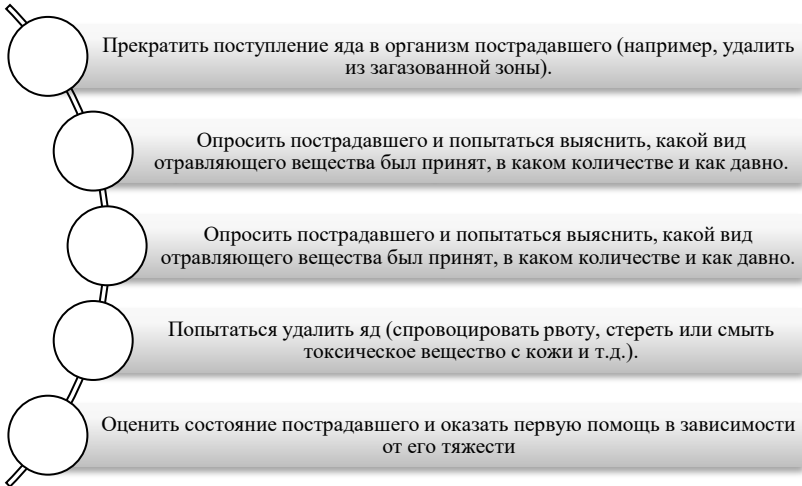 Прекратить поступление яда в организм пострадавшего (например, удалить
из загазованной зоны).
Опросить пострадавшего и попытаться выяснить, какой вид
отравляющего вещества был принят, в каком количестве и как давно.
Опросить пострадавшего и попытаться выяснить, какой вид
отравляющего вещества был принят, в каком количестве и как давно.
Попытаться удалить яд (спровоцировать рвоту, стереть или смыть
токсическое вещество с кожи и т.д.).
Оценить состояние пострадавшего и оказать первую помощь в зависимости
от его тяжести